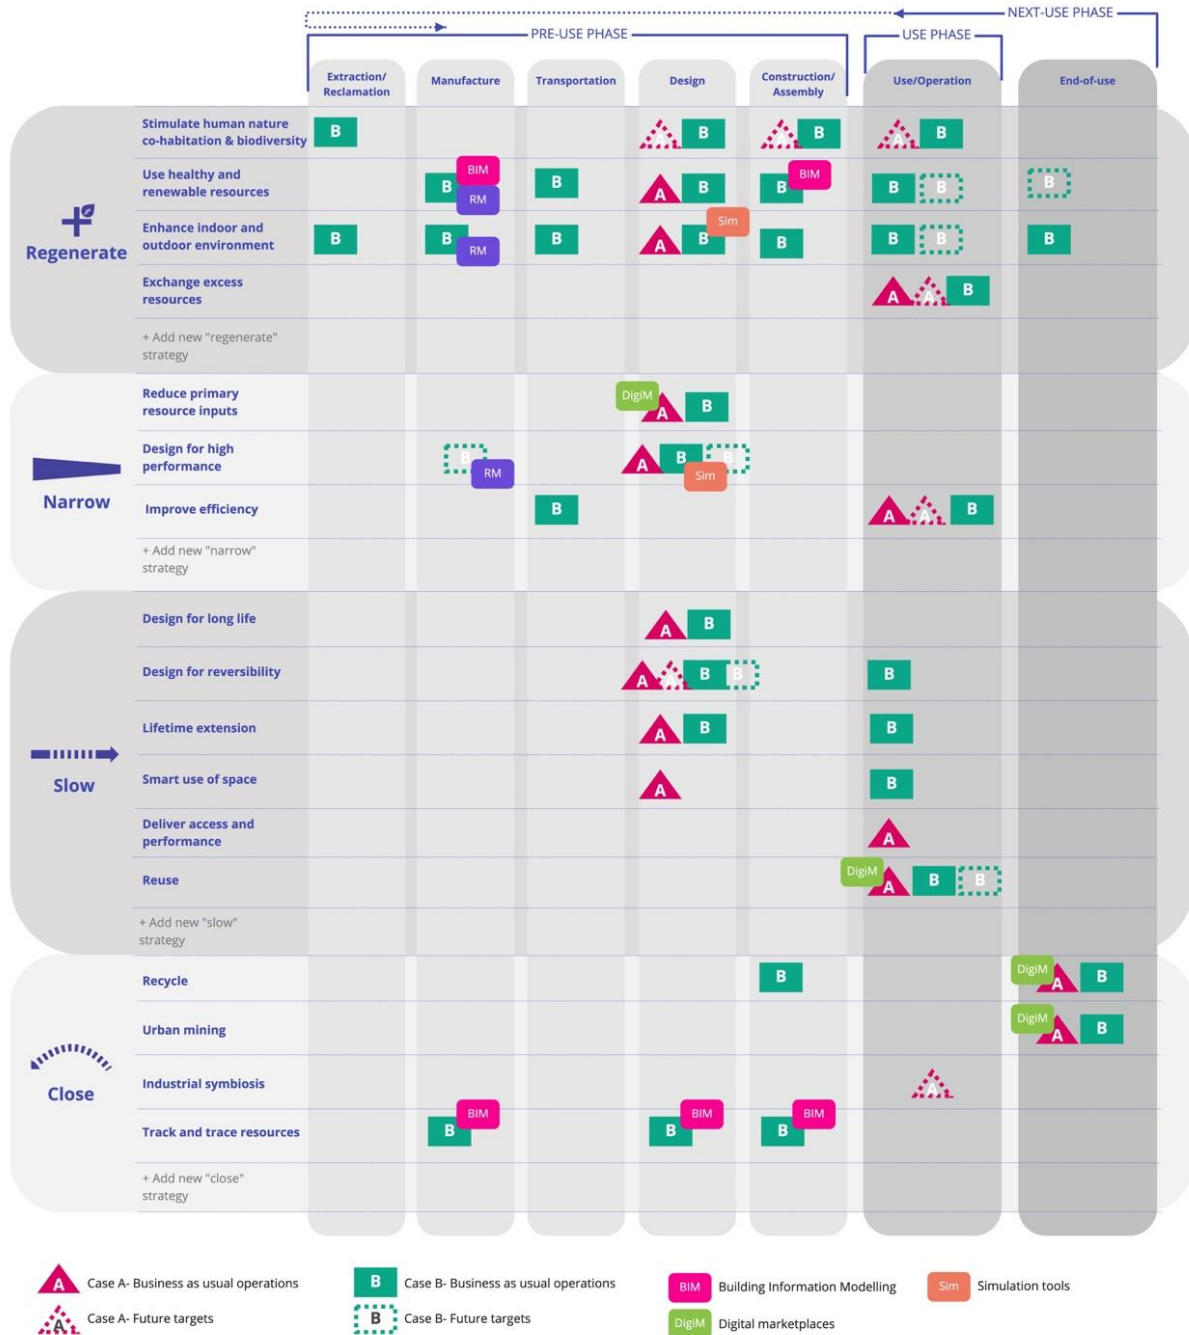 NEXT-USE PHASE
PRE-USE PHASE
USE PHASE
Extraction/
Reclamation
Manufacture
Transportation
Design
Construction/
Assembly
Use/Operation
End-of-use
Regenerate
Stimulate human nature
co-habitation & biodiversity
B
A B
A B
A B
Use healthy and
renewable resources
B BIM RM
B
A B
B BIM
B B
B
Enhance indoor and
outdoor environment
B
B RM
B
A B Sim
B
B B
B
Exchange excess
resources
A A B
+ Add new "regenerate"
strategy
Narrow
Reduce primary
resource inputs
DigiM A B
Design for high
performance
B RM
A B B Sim
Improve efficiency
B
A A B
+ Add new "narrow"
strategy
Slow
Design for long life
A B
Design for reversibility
A A B B
B
Lifetime extension
A B
B
Smart use of space
A
B
Deliver access and
performance
A
Reuse
DigiM A B B
+ Add new "slow"
strategy
Close
Recycle
B
DigiM A B
Urban mining
DigiM A B
Industrial symbiosis
A
Track and trace resources
B BIM
B BIM
B BIM
+ Add new "close"
strategy
A Case A- Business as usual operations
B Case B- Business as usual operations
BIM Building Information Modelling
Sim Simulation tools
A Case A- Future targets
B Case B- Future targets
DigiM Digital marketplaces